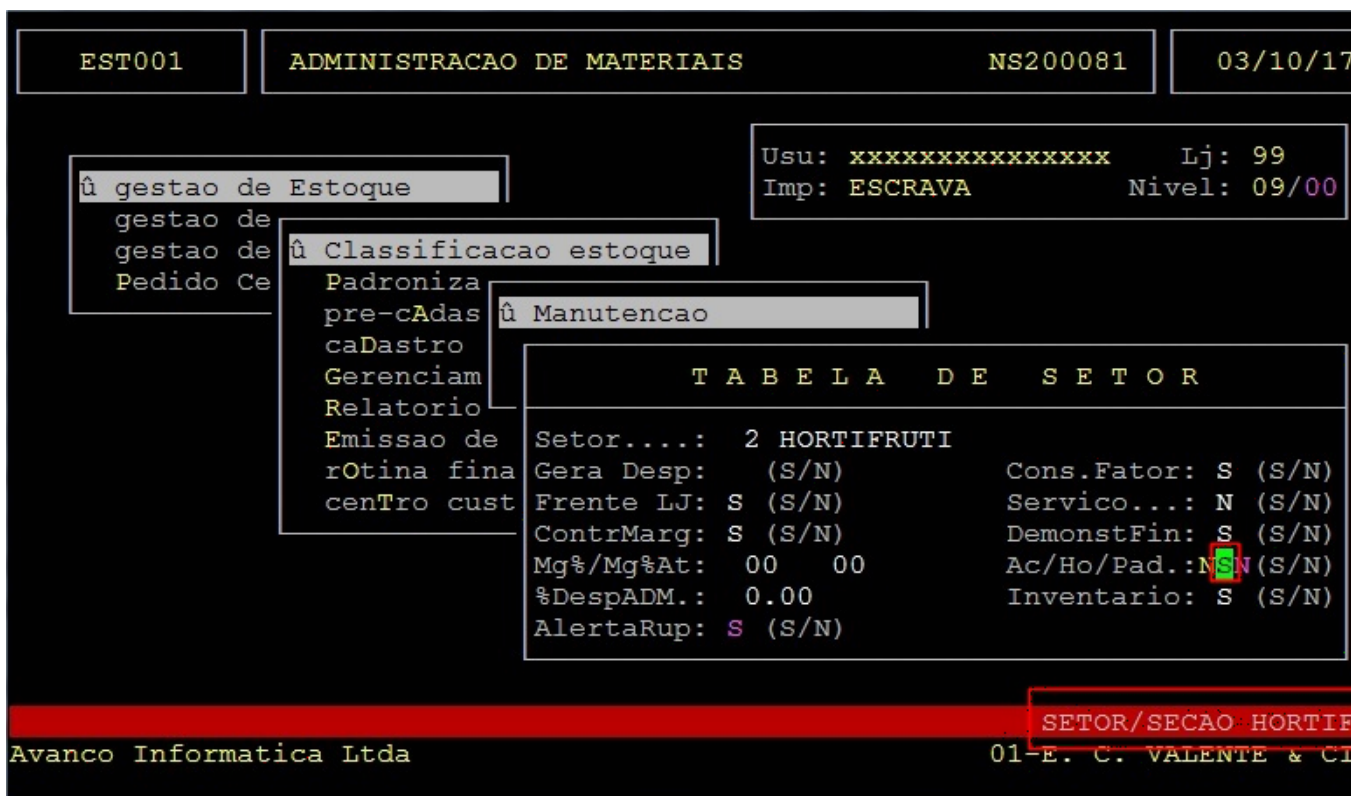 EST001 ADMINISTRACAO DE MATERIAIS NS200081 03/10/17
Usu: xxxxxxxxxxxxxxx Lj: 99
Imp: ESCRAVA Nivel: 09/00
û gestao de Estoque
gestao de
gestao de
Pedido Ce
û Classificacao estoque
Padroniza
pre-cAdas
caDastro
Gerenciam
Relatorio
Emissao de
rOtina fina
cenTro cust
û Manutencao
T A B E L A D E S E T O R
Setor....: 2 HORTIFRUTI
Gera Desp: (S/N) Cons.Fator: S (S/N)
Frente LJ: S (S/N) Servico...: N (S/N)
ContrMarg: S (S/N) DemonstFin: S (S/N)
Mg%/Mg%At: 00 00 Ac/Ho/Pad.:NSN(S/N)
%DespADM.: 0.00 Inventario: S (S/N)
AlertaRup: S (S/N)
SETOR/SECAO HORTIF
Avanco Informatica Ltda 01-E. C. VALENTE & CI